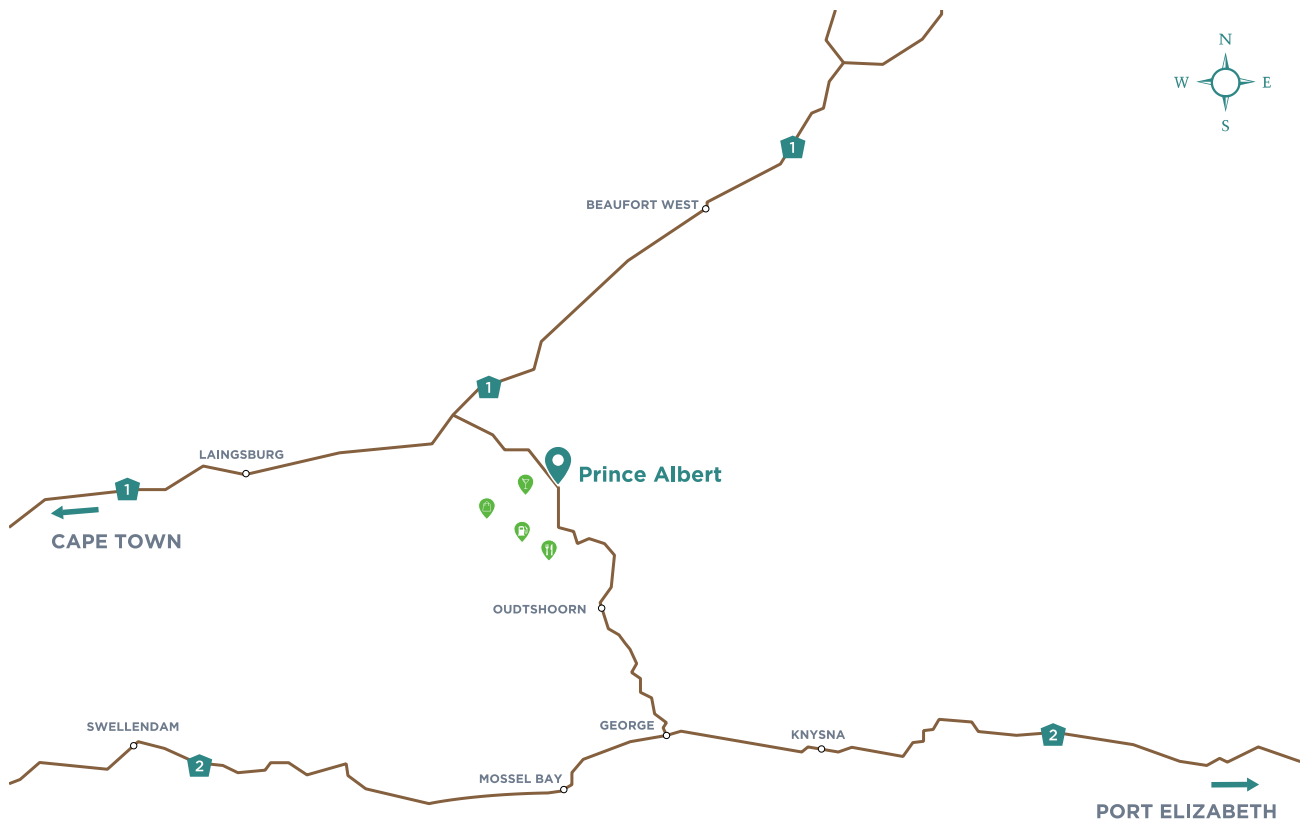 N
W
E
S
1
BEAUFORT WEST
1
LAINGSBURG
Prince Albert
1
CAPE TOWN
OUDTSHOORN
SWELLENDAM
GEORGE
KNYSNA
2
2
MOSSEL BAY
PORT ELIZABETH